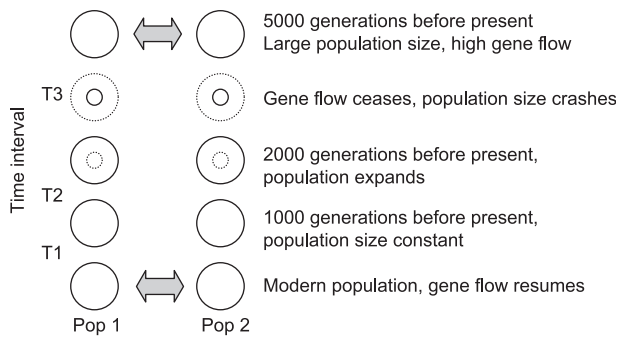 5000 generations before present
Large population size, high gene flow
T3
Gene flow ceases, population size crashes
Time interval
2000 generations before present,
population expands
T2
1000 generations before present,
population size constant
T1
Modern population, gene flow resumes
Pop 1
Pop 2